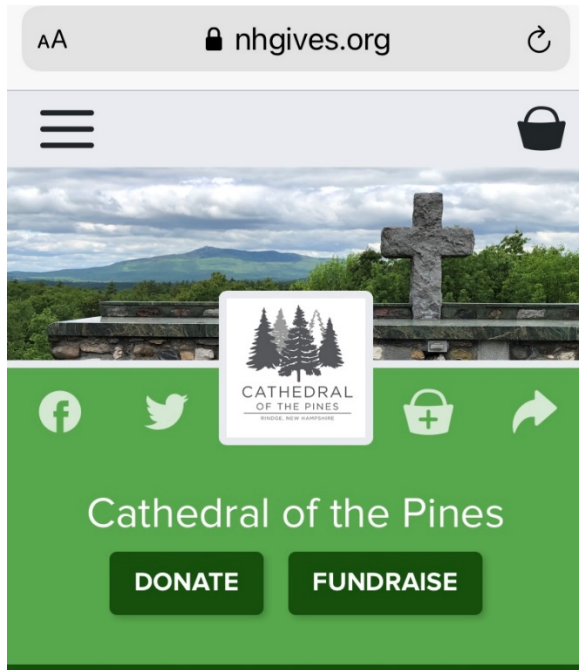 AA nhgives.org
CATHEDRAL
OF THE PINES
RINDGE, NEW HAMPSHIRE
Cathedral of the Pines
DONATE FUNDRAISE